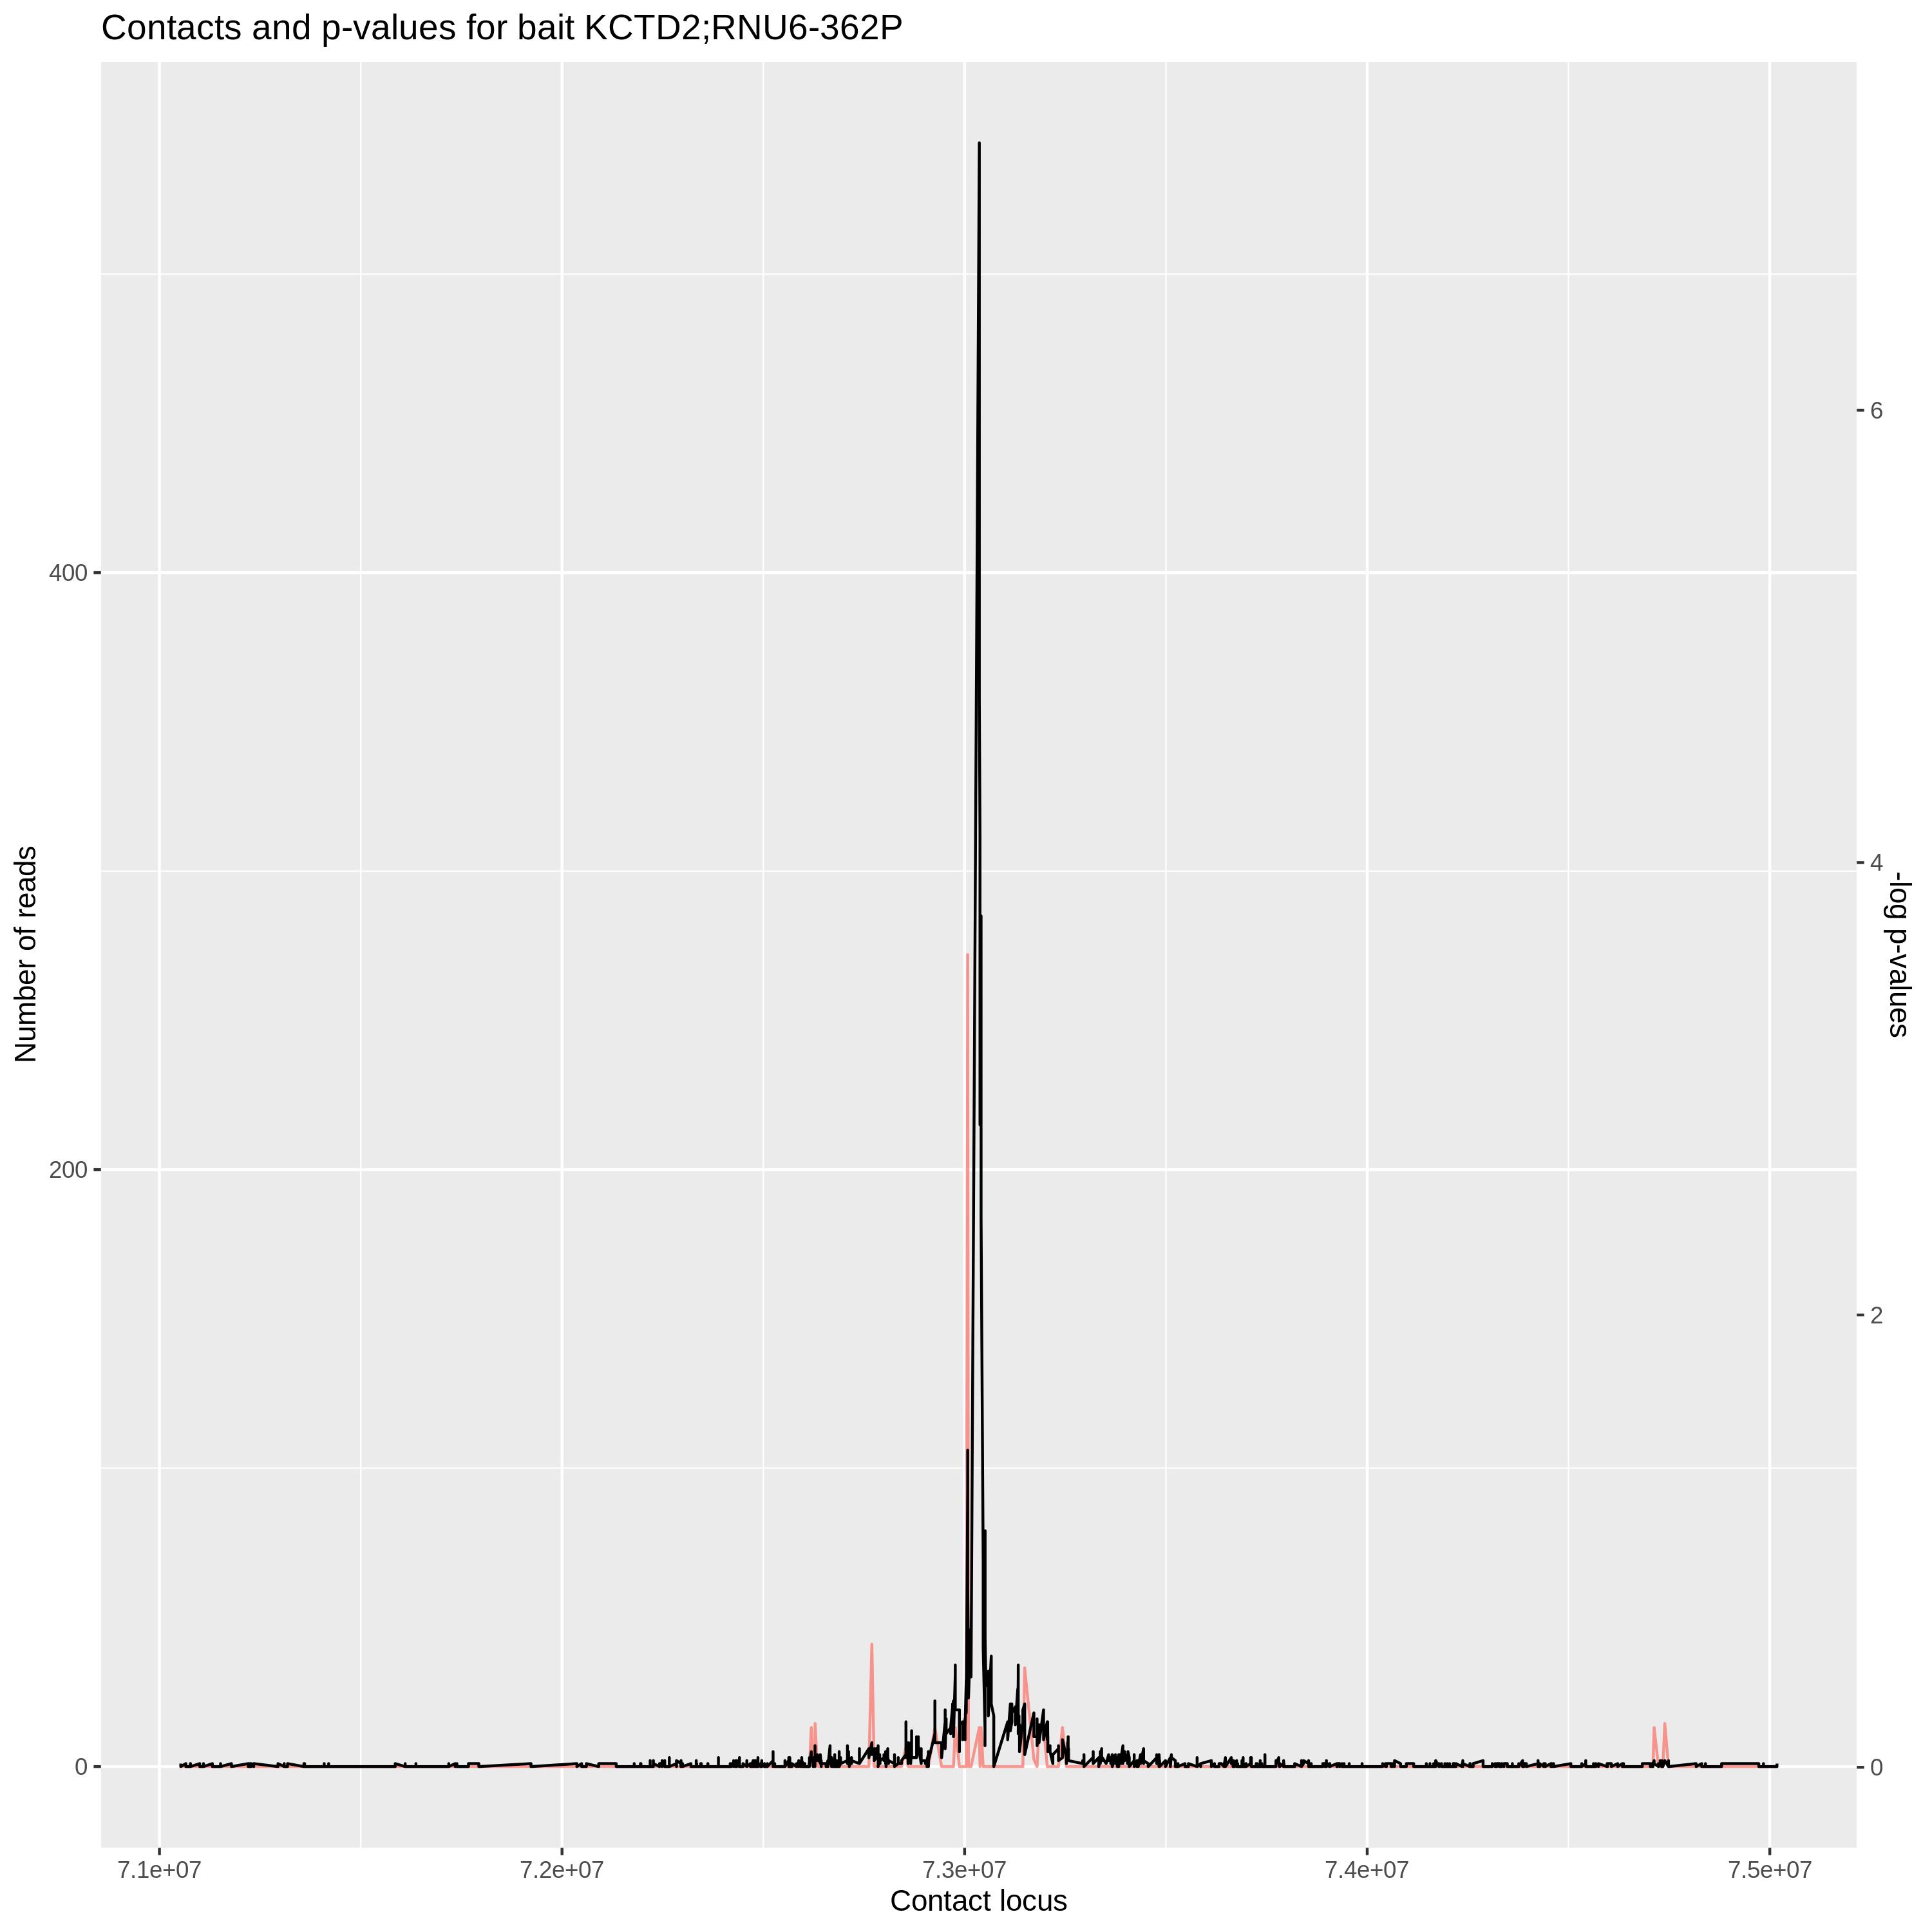 Contacts and p-values for bait KCTD2;RNU6-362P
Number of reads
400
200
0
6
4
2
0
-log p-values
7.1e+07
7.2e+07
7.3e+07
7.4e+07
7.5e+07
Contact locus